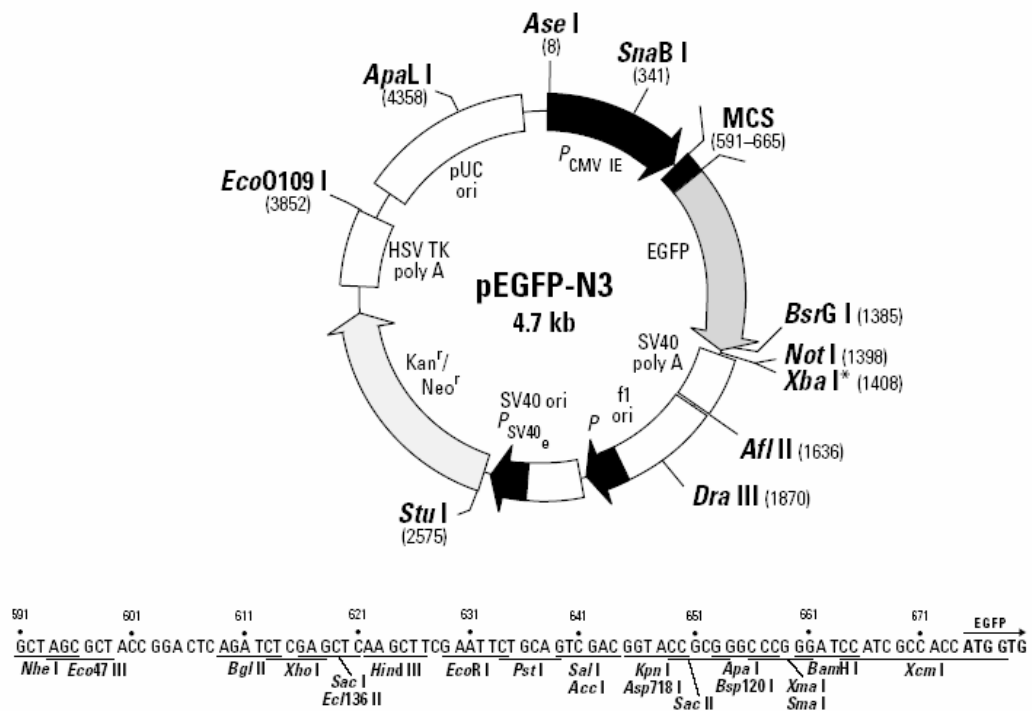 Ase I
(8)
SnaB I
(341)
ApaL I
(4358)
MCS
(591–665)
PCMV IE
pUC
ori
EcoO109 I
(3852)
HSV TK
poly A
EGFP
pEGFP-N3
4.7 kb
BsrG I (1385)
SV40
poly A
Not I (1398)
Xba I* (1408)
Kanr/
Neor
SV40 ori
PSV40e
f1
ori
P
Afl II (1636)
Dra III (1870)
Stu I
(2575)
591 601 611 621 631 641 651 661 671 EGFP
GCT AGC GCT ACC GGA CTC AGA TCT CGA GCT CAA GCT TCG AAT TCT GCA GTC GAC GGT ACC GCG GGC CCG GGA TCC ATC GCC ACC ATG GTG
Nhe I Eco47 III Bgl II Xho I Sac I Ecl136 II Hind III EcoR I Pst I Sal I Acc I Kpn I Asp718 I Sac II Apa I Bsp120 I Xma I Sma I BamH I Xcm I